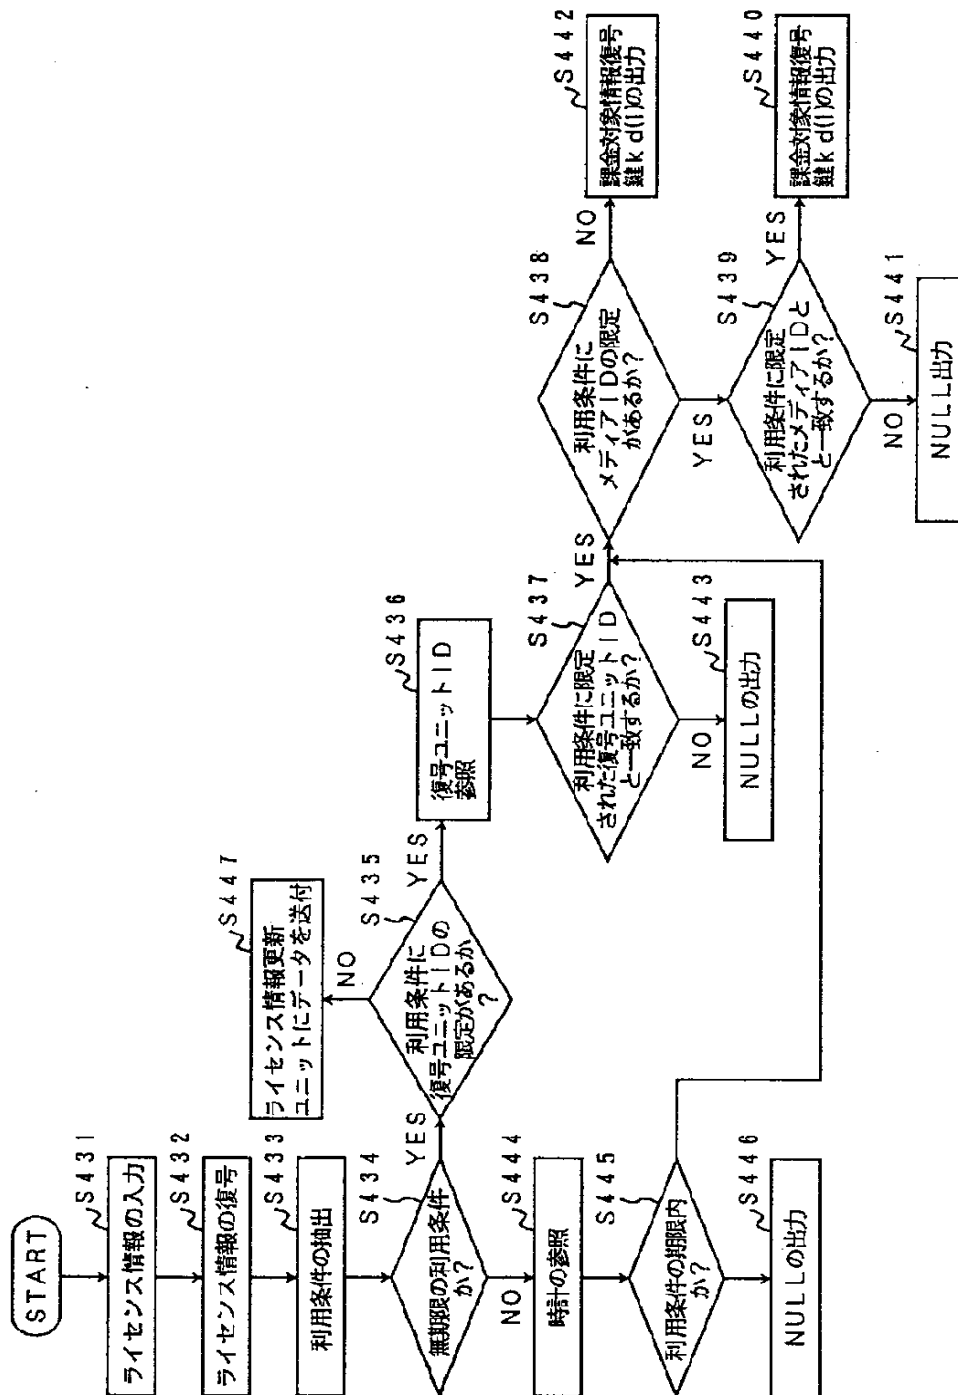 START
S431
ライセンス情報の入力
S432
ライセンス情報の復号
S433
利用条件の抽出
S434
無期限の利用条件
か?
YES
NO
S444
時計の参照
S445
利用条件の期限内
か?
S446
NULLの出力
S435
利用条件に
復号ユニットIDの
限定があるか
?
NO
YES
S447
ライセンス情報更新
ユニットにデータを送付
S436
復号ユニットID
参照
S437
利用条件に限定
された復号ユニットID
と一致するか?
YES
NO
S443
NULLの出力
S438
利用条件に
メディアIDの限定
があるか?
NO
YES
S442
課金対象情報復号
鍵kd(I)の出力
S439
利用条件に限定
されたメディアIDと
と一致するか?
YES
NO
S440
課金対象情報復号
鍵kd(I)の出力
S441
NULL出力